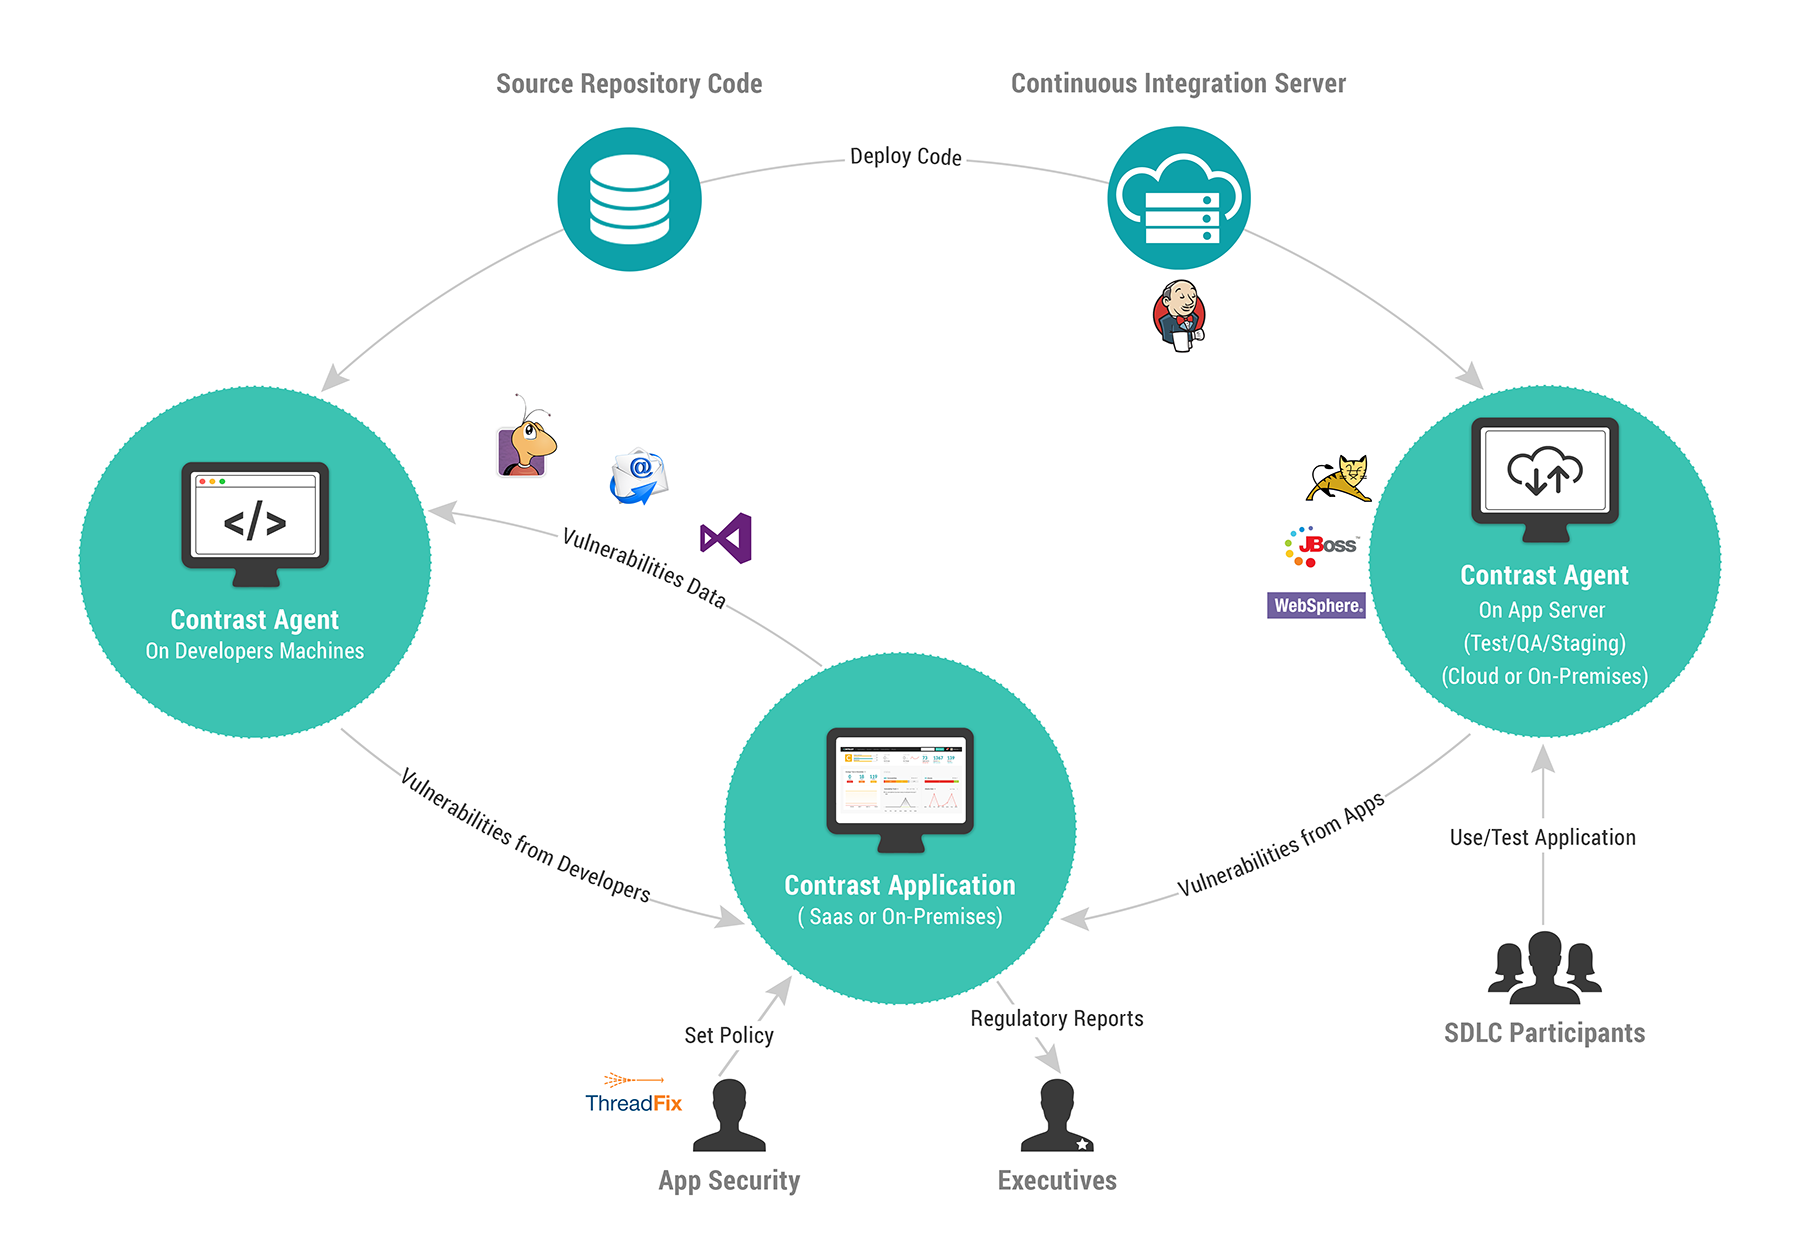 Source Repository Code
Continuous Integration Server
Deploy Code
</>
Contrast Agent
On Developers Machines
Vulnerabilities Data
JBoss
WebSphere.
Contrast Agent
On App Server
(Test/QA/Staging)
(Cloud or On-Premises)
Vulnerabilities from Developers
Vulnerabilities from Apps
Use/Test Application
Contrast Application
( Saas or On-Premises)
Set Policy
Regulatory Reports
SDLC Participants
ThreadFix
App Security
Executives